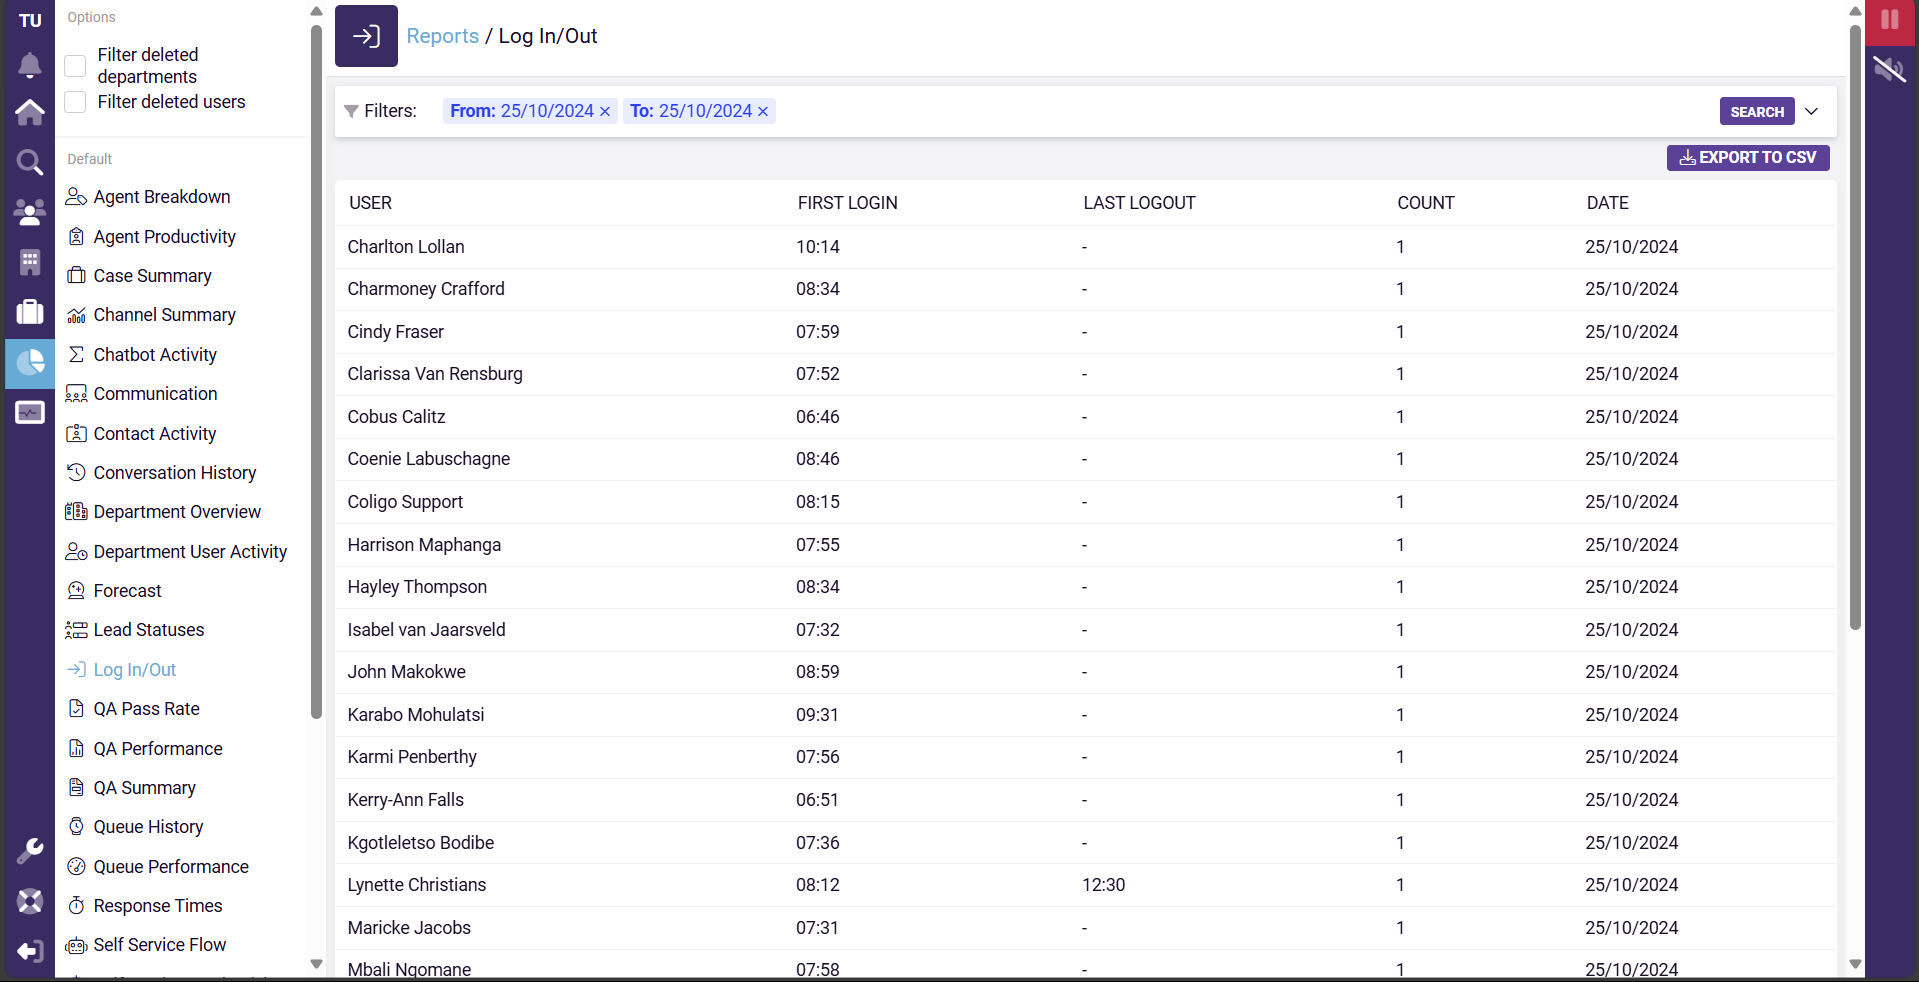 TU
Options
Filter deleted
departments
Filter deleted users
Default
Agent Breakdown
Agent Productivity
Case Summary
Channel Summary
Chatbot Activity
Communication
Contact Activity
Conversation History
Department Overview
Department User Activity
Forecast
Lead Statuses
Log In/Out
QA Pass Rate
QA Performance
QA Summary
Queue History
Queue Performance
Response Times
Self Service Flow
Reports / Log In/Out
Filters: From: 25/10/2024 × To: 25/10/2024 × SEARCH
EXPORT TO CSV
USER FIRST LOGIN LAST LOGOUT COUNT DATE
Charlton Lollan 10:14 - 1 25/10/2024
Charmoney Crafford 08:34 - 1 25/10/2024
Cindy Fraser 07:59 - 1 25/10/2024
Clarissa Van Rensburg 07:52 - 1 25/10/2024
Cobus Calitz 06:46 - 1 25/10/2024
Coenie Labuschagne 08:46 - 1 25/10/2024
Coligo Support 08:15 - 1 25/10/2024
Harrison Maphanga 07:55 - 1 25/10/2024
Hayley Thompson 08:34 - 1 25/10/2024
Isabel van Jaarsveld 07:32 - 1 25/10/2024
John Makokwe 08:59 - 1 25/10/2024
Karabo Mohulatsi 09:31 - 1 25/10/2024
Karmi Penberthy 07:56 - 1 25/10/2024
Kerry-Ann Falls 06:51 - 1 25/10/2024
Kgotleletso Bodibe 07:36 - 1 25/10/2024
Lynette Christians 08:12 12:30 1 25/10/2024
Maricke Jacobs 07:31 - 1 25/10/2024
Mbali Ngomane 07:58 - 1 25/10/2024